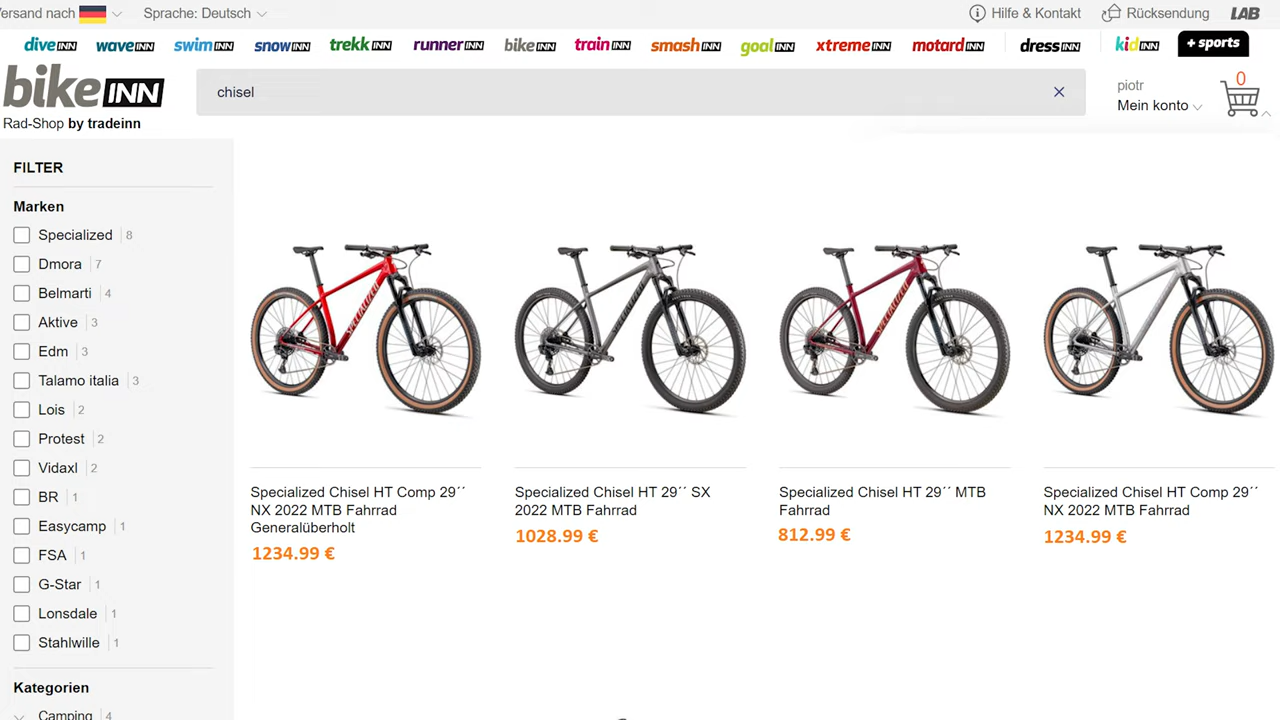 ersand nach
Sprache: Deutsch
Hilfe & Kontakt
Rücksendung
LAB
diveINN
waveINN
swimINN
snowINN
trekkINN
runnerINN
bikeINN
trainINN
smashINN
goalINN
xtremeINN
motardINN
dressINN
kidINN
+ sports
bikeINN
Rad-Shop by tradeinn
chisel
piotr
Mein konto
0
FILTER
Marken
Specialized 8
Dmora 7
Belmarti 4
Aktive 3
Edm 3
Talamo italia 3
Lois 2
Protest 2
Vidaxl 2
BR 1
Easycamp 1
FSA 1
G-Star 1
Lonsdale 1
Stahlwille 1
Kategorien
Camping 4
SPECIALIZED
Specialized Chisel HT Comp 29´´
NX 2022 MTB Fahrrad
Generalüberholt
1234.99 €
SPECIALIZED
Specialized Chisel HT 29´´ SX
2022 MTB Fahrrad
1028.99 €
SPECIALIZED
Specialized Chisel HT 29´´ MTB
Fahrrad
812.99 €
SPECIALIZED
Specialized Chisel HT Comp 29´´
NX 2022 MTB Fahrrad
1234.99 €